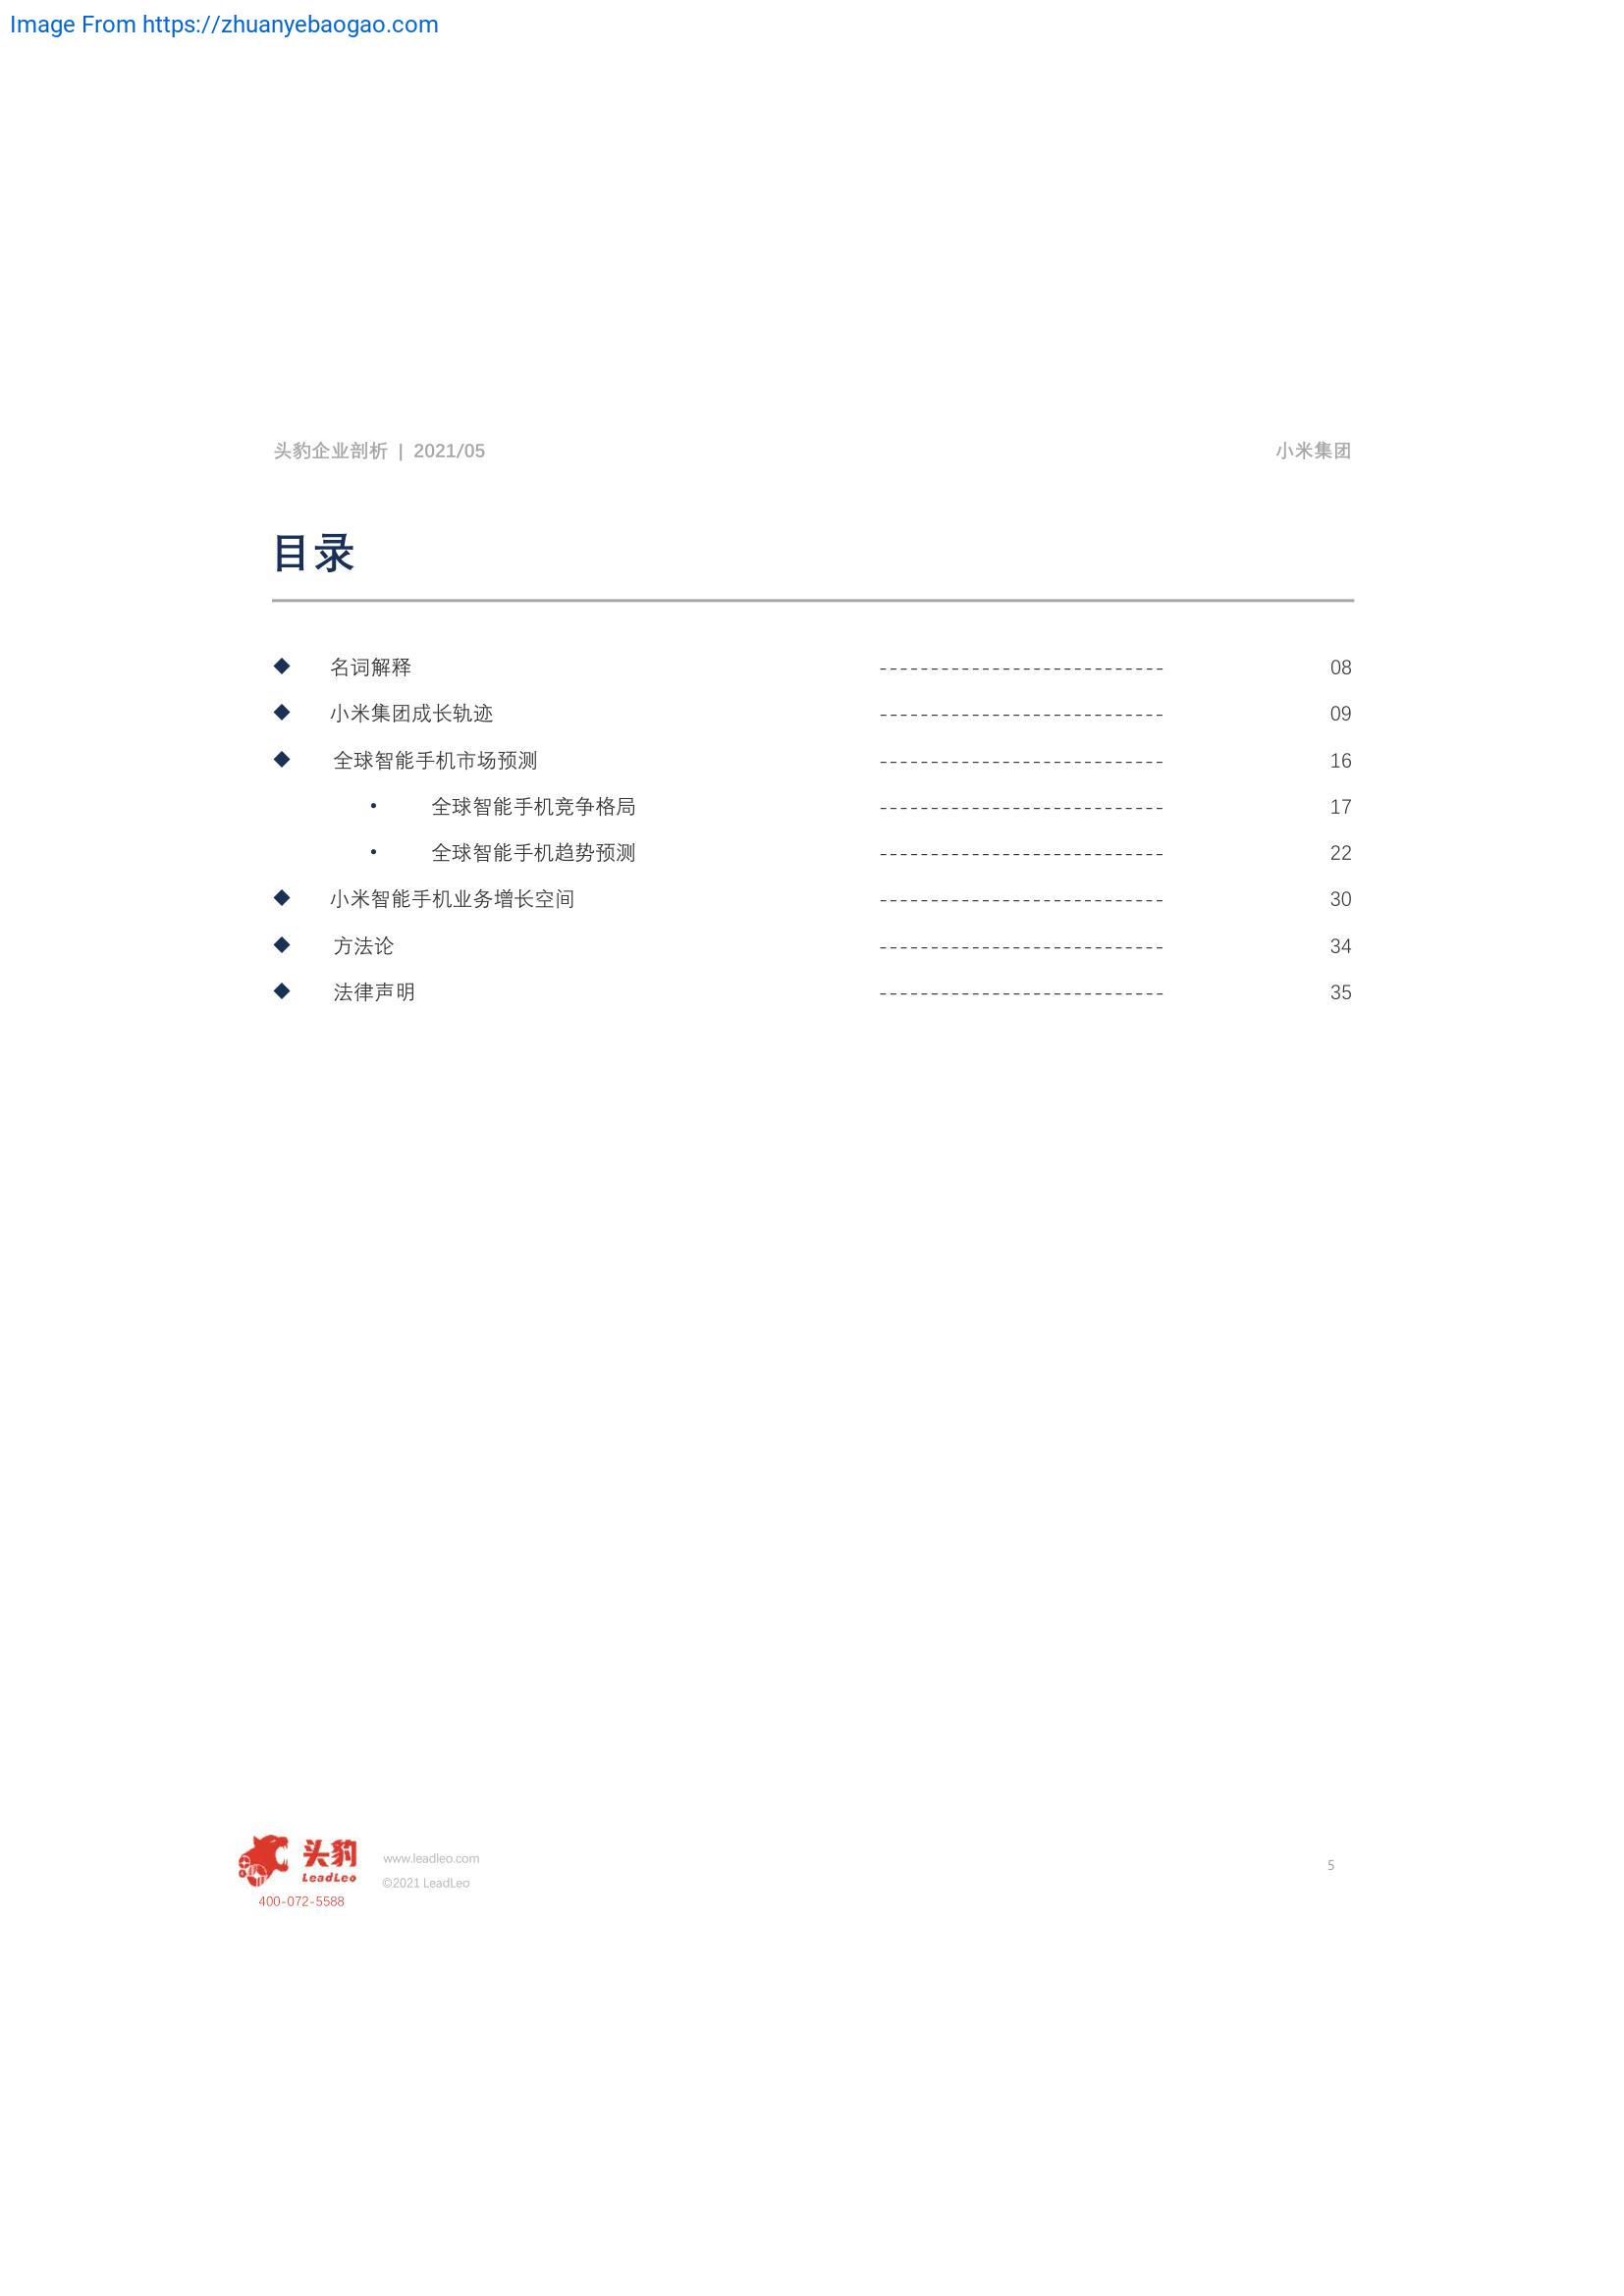 Image From https://zhuanyebaogao.com
头豹企业剖析 | 2021/05 小米集团
目录
◆ 名词解释 -------------------------- 08
◆ 小米集团成长轨迹 -------------------------- 09
◆ 全球智能手机市场预测 -------------------------- 16
• 全球智能手机竞争格局 -------------------------- 17
• 全球智能手机趋势预测 -------------------------- 22
◆ 小米智能手机业务增长空间 -------------------------- 30
◆ 方法论 -------------------------- 34
◆ 法律声明 -------------------------- 35
头豹
LeadLeo
400-072-5588
www.leadleo.com
©2021 LeadLeo
5